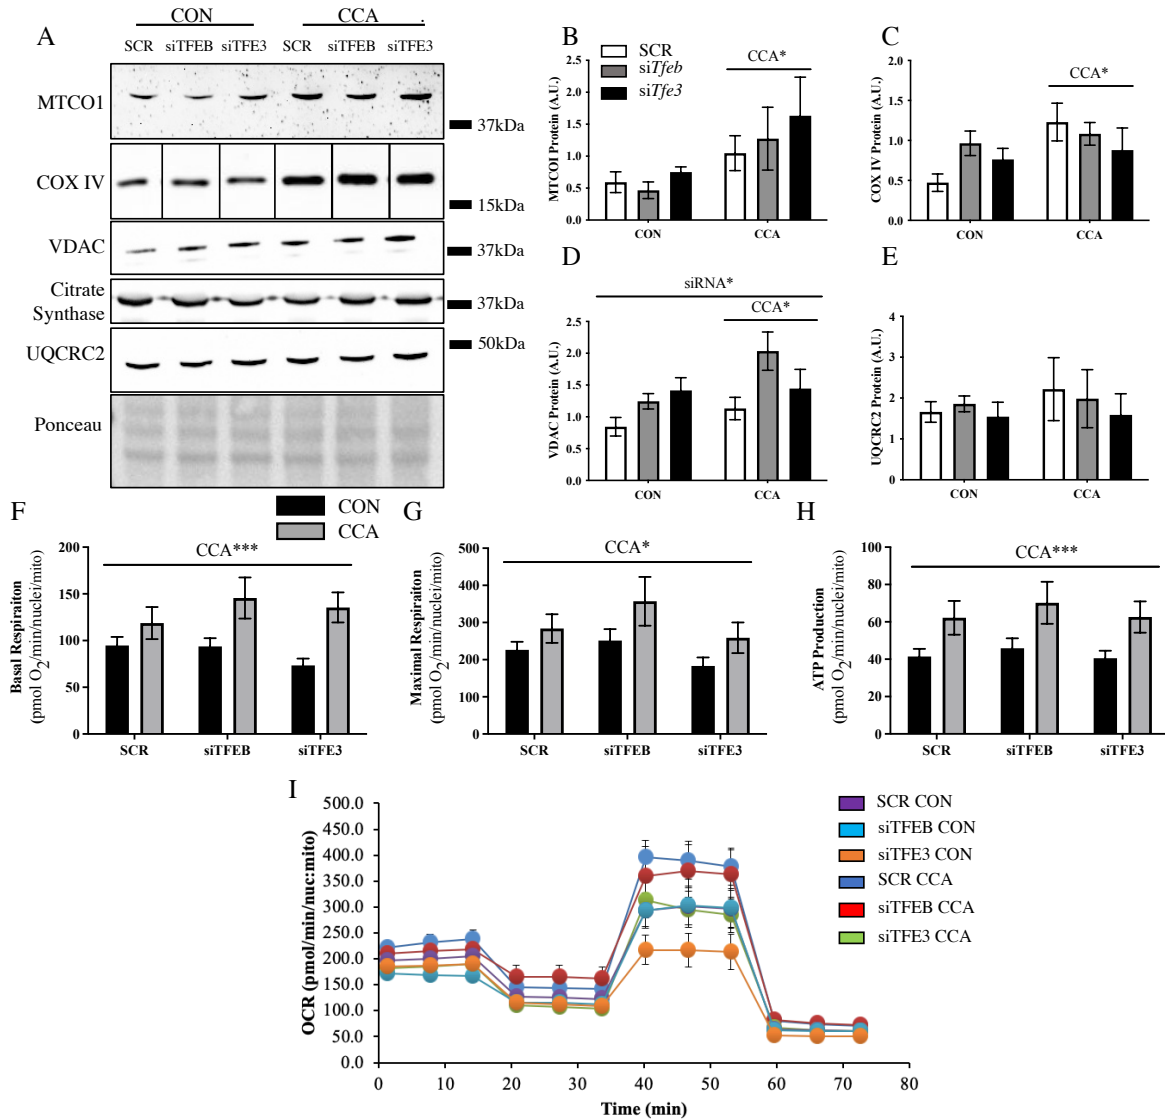 A
CON
CCA
.
SCR siTFEB siTFE3 SCR siTFEB siTFE3
MTCO1
37kDa
COX IV
15kDa
VDAC
37kDa
Citrate
Synthase
37kDa
UQCRC2
50kDa
Ponceau
B
SCR
siTfeb
siTfe3
CCA*
MTCOI Protein (A.U.)
2.5
2.0
1.5
1.0
0.5
0.0
CON
CCA
C
CCA*
COX IV Protein (A.U.)
2.0
1.5
1.0
0.5
0.0
CON
CCA
D
siRNA*
CCA*
VDAC Protein (A.U.)
2.5
2.0
1.5
1.0
0.5
0.0
CON
CCA
E
UQCRC2 Protein (A.U.)
4
3
2
1
0
CON
CCA
F
CON
CCA
CCA***
Basal Respiraiton
(pmol O2/min/nuclei/mito)
200
150
100
50
0
SCR
siTFEB
siTFE3
G
CCA*
Maximal Respiraiton
(pmol O2/min/nuclei/mito)
500
400
300
200
100
0
SCR
siTFEB
siTFE3
H
CCA***
ATP Production
(pmol O2/min/nuclei/mito)
100
80
60
40
20
0
SCR
siTFEB
siTFE3
I
OCR (pmol/min/nuc:mito)
500.0
450.0
400.0
350.0
300.0
250.0
200.0
150.0
100.0
50.0
0.0
0 10 20 30 40 50 60 70 80
Time (min)
SCR CON
siTFEB CON
siTFE3 CON
SCR CCA
siTFEB CCA
siTFE3 CCA